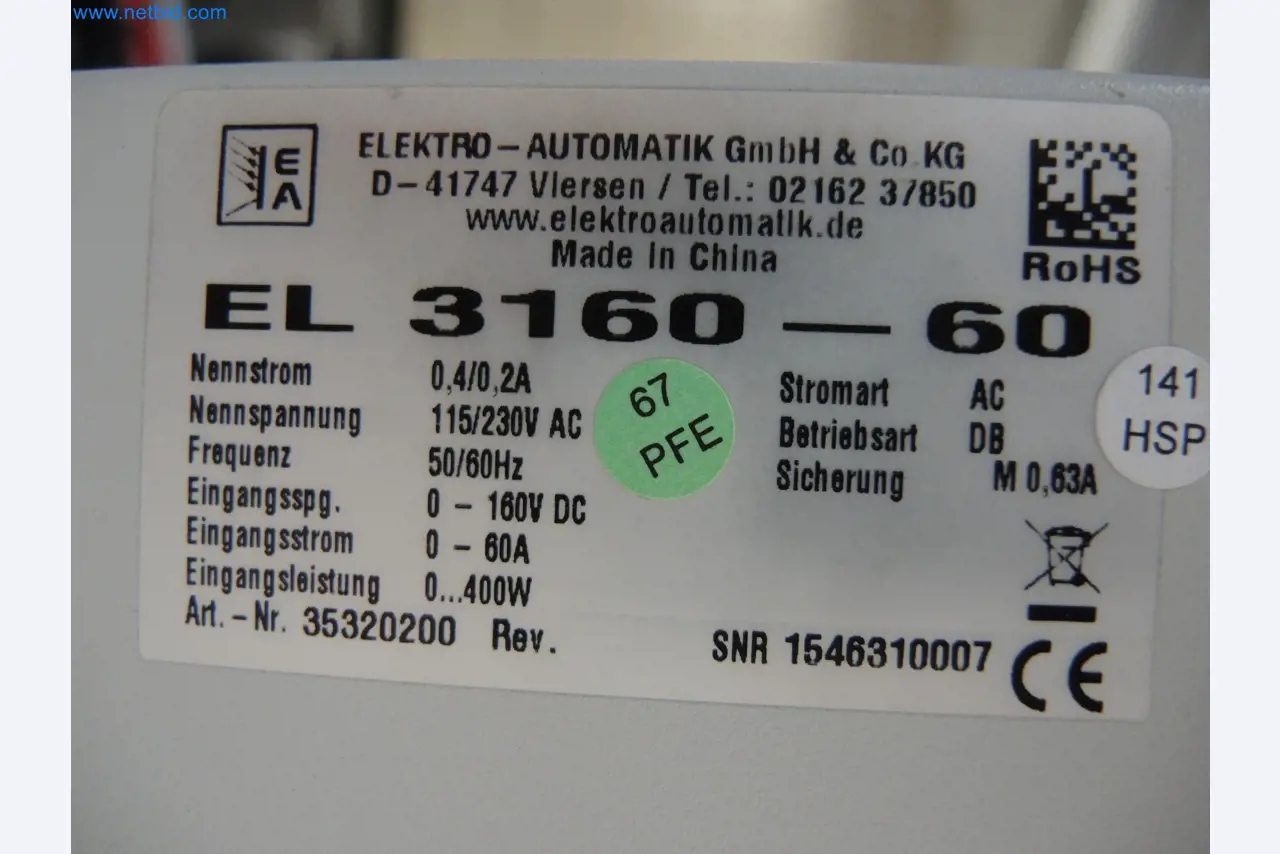 www.netbid.com
EA
ELEKTRO-AUTOMATIK GmbH & Co. KG
D-41747 Viersen / Tel.: 02162 37850
www.elektroautomatik.de
Made in China
RoHS
EL 3160-60
Nennstrom 0,4/0,2A
Nennspannung 115/230V AC
Frequenz 50/60Hz
Eingangsspg. 0 - 160V DC
Eingangsstrom 0 - 60A
Eingangsleistung 0...400W
Art.-Nr. 35320200 Rev.
67
PFE
Stromart AC
Betriebsart DB
Sicherung M 0,63A
141
HSP
SNR 1546310007
CE